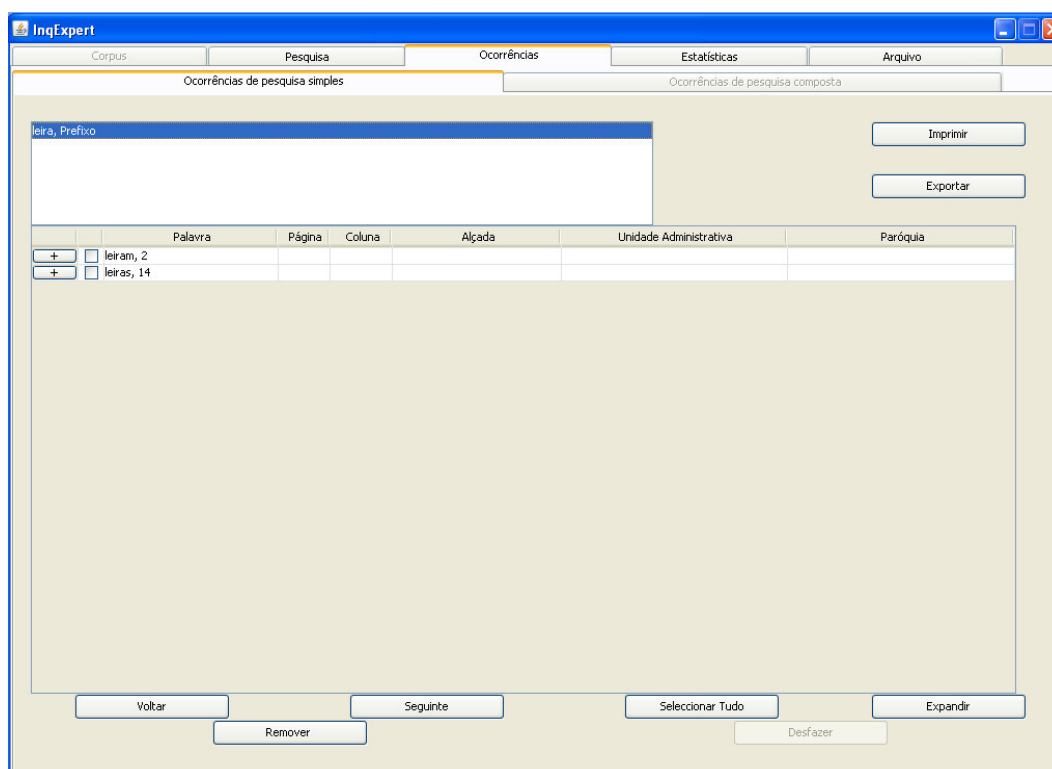 InqExpert
Corpus Pesquisa Ocorrências Estatísticas Arquivo
Ocorrências de pesquisa simples Ocorrências de pesquisa composta
leira, Prefixo
Imprimir
Exportar
Palavra Página Coluna Alçada Unidade Administrativa Paróquia
+ leiram, 2
+ leiras, 14
Voltar Seguinte Seleccionar Tudo Expandir
Remover Desfazer